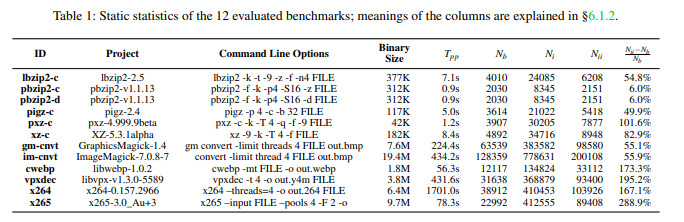 Table 1: Static statistics of the 12 evaluated benchmarks; meanings of the columns are explained in §6.1.2.
ID Project Command Line Options Binary Size Tpp Nb Ni Nii Nii−Nb/Nb
lbzip2-c lbzip2-2.5 lbzip2 -k -t -9 -z -f -n4 FILE 377K 7.1s 4010 24085 6208 54.8%
pbzip2-c pbzip2-v1.1.13 pbzip2 -f -k -p4 -S16 -z FILE 312K 0.9s 2030 8345 2151 6.0%
pbzip2-d pbzip2-v1.1.13 pbzip2 -f -k -p4 -S16 -d FILE 312K 0.9s 2030 8345 2151 6.0%
pigz-c pigz-2.4 pigz -p 4 -c -b 32 FILE 117K 5.0s 3614 21022 5418 49.9%
pxz-c pxz-4.999.9beta pxz -c -k -T 4 -q -f -9 FILE 42K 1.2s 3907 30205 7877 101.6%
xz-c XZ-5.3.1alpha xz -9 -k -T 4 -f FILE 182K 8.4s 4892 34716 8948 82.9%
gm-cnvt GraphicsMagick-1.4 gm convert -limit threads 4 FILE out.bmp 7.6M 224.4s 63539 383582 98580 55.1%
im-cnvt ImageMagick-7.0.8-7 convert -limit thread 4 FILE out.bmp 19.4M 434.2s 128359 778631 200108 55.9%
cwebp libwebp-1.0.2 cwebp -mt FILE -o out.webp 1.8M 56.3s 12117 134824 33112 173.3%
vpxdec libvpx-v1.3.0-5589 vpxdec -t 4 -o out.y4m FILE 3.8M 431.6s 31638 368879 93400 195.2%
x264 x264-0.157.2966 x264 --threads=4 -o out.264 FILE 6.4M 1701.0s 38912 410453 103926 167.1%
x265 x265-3.0_Au+3 x265 --input FILE --pools 4 -F 2 -o 9.7M 78.3s 22992 412555 89408 288.9%